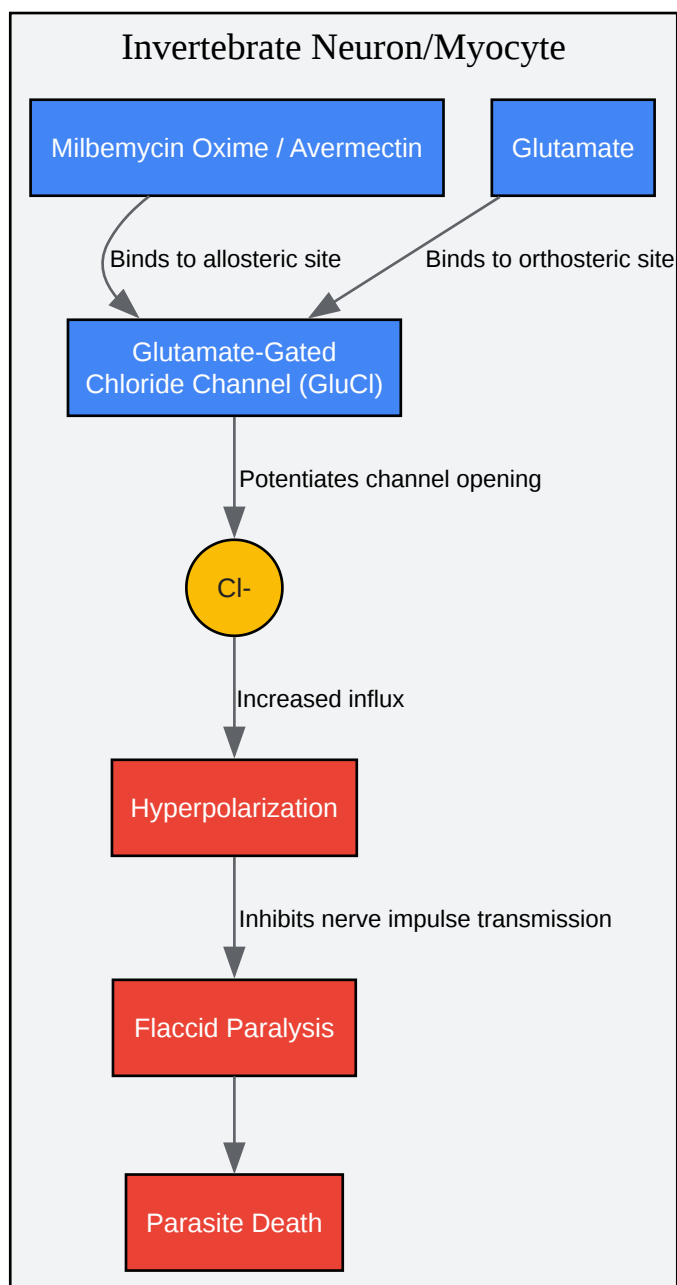 Invertebrate Neuron/Myocyte
Milbemycin Oxime / Avermectin
Glutamate
Binds to allosteric site
Binds to orthosteric site
Glutamate-Gated
Chloride Channel (GluCl)
Potentiates channel opening
Cl-
Increased influx
Hyperpolarization
Inhibits nerve impulse transmission
Flaccid Paralysis
Parasite Death